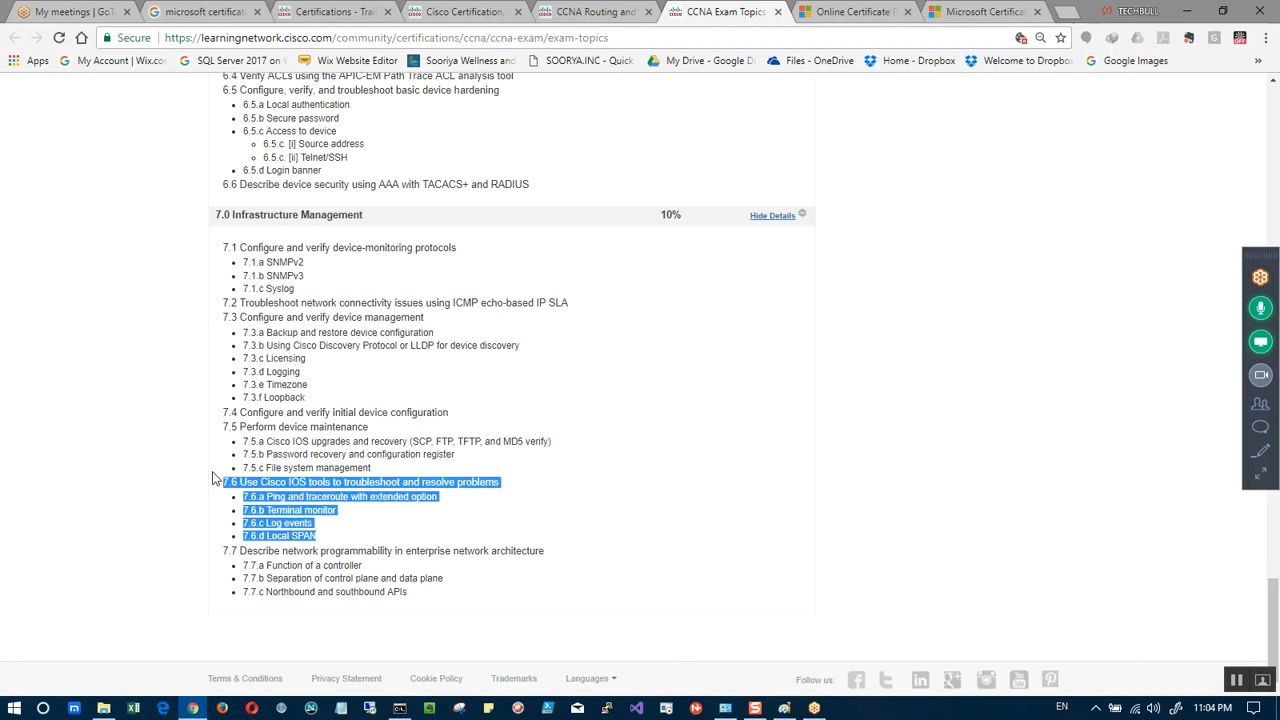 My meetings | GoT
microsoft certificat
Certifications - Trai
Cisco Certification,
CCNA Routing and
CCNA Exam Topics
Online Certificate P
Microsoft Certificat
TECHBULL
Secure
https://learningnetwork.cisco.com/community/certifications/ccna/ccna-exam/exam-topics
Apps
My Account | Wix.co
SQL Server 2017 in
Wix Website Editor
Sooriya Wellness and
SOORYA.INC - Quick
My Drive - Google D
Files - OneDrive
Home - Dropbox
Welcome to Dropbox
Google Images
»
6.4 Verify ACLs using the APIC-EM Path Trace ACL analysis tool
6.5 Configure, verify, and troubleshoot basic device hardening
6.5.a Local authentication
6.5.b Secure password
6.5.c Access to device
6.5.c. [i] Source address
6.5.c. [ii] Telnet/SSH
6.5.d Login banner
6.6 Describe device security using AAA with TACACS+ and RADIUS
7.0 Infrastructure Management 10% Hide Details
7.1 Configure and verify device-monitoring protocols
7.1.a SNMPv2
7.1.b SNMPv3
7.1.c Syslog
7.2 Troubleshoot network connectivity issues using ICMP echo-based IP SLA
7.3 Configure and verify device management
7.3.a Backup and restore device configuration
7.3.b Using Cisco Discovery Protocol or LLDP for device discovery
7.3.c Licensing
7.3.d Logging
7.3.e Timezone
7.3.f Loopback
7.4 Configure and verify initial device configuration
7.5 Perform device maintenance
7.5.a Cisco IOS upgrades and recovery (SCP, FTP, TFTP, and MD5 verify)
7.5.b Password recovery and configuration register
7.5.c File system management
7.6 Use Cisco IOS tools to troubleshoot and resolve problems
7.6.a Ping and traceroute with extended option
7.6.b Terminal monitor
7.6.c Log events
7.6.d Local SPAN
7.7 Describe network programmability in enterprise network architecture
7.7.a Function of a controller
7.7.b Separation of control plane and data plane
7.7.c Northbound and southbound APIs
Terms & Conditions
Privacy Statement
Cookie Policy
Trademarks
Languages
Follow us:
EN
11:04 PM